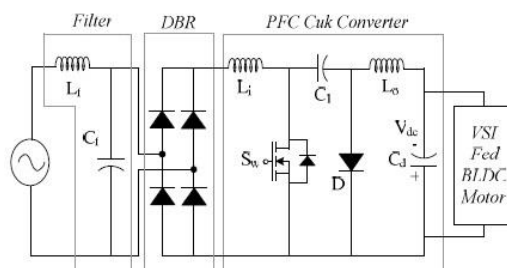 Filter
DBR
PFC Cuk Converter
Lf
Cf
Li
C1
Lo
Sw
D
Vdc
-
Cd
+
VSI
Fed
BLDC
Motor